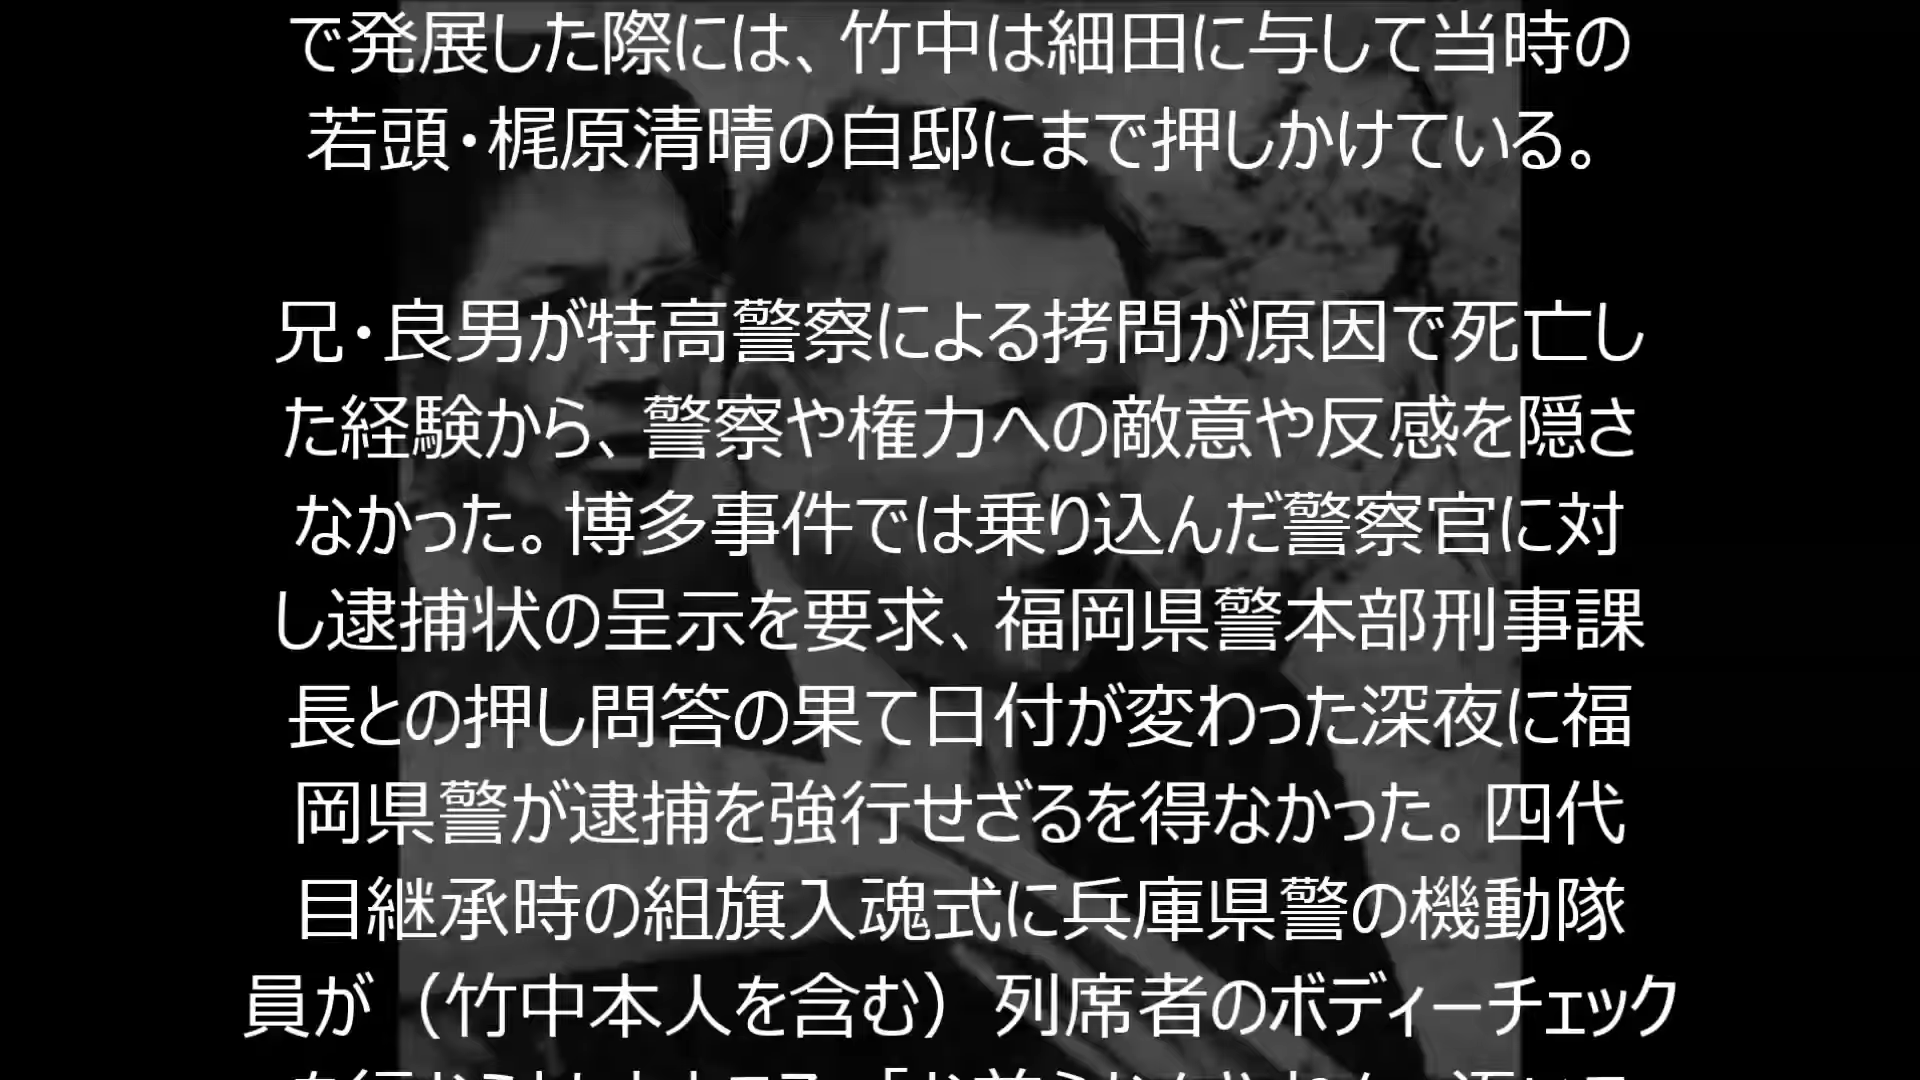 で発展した際には、竹中は細田に与して当時の
若頭・梶原清晴の自邸にまで押しかけている。
兄・良男が特高警察による拷問が原因で死亡し
た経験から、警察や権力への敵意や反感を隠さ
なかった。博多事件では乗り込んだ警察官に対
し逮捕状の呈示を要求、福岡県警本部刑事課
長との押し問答の果て日付が変わった深夜に福
岡県警が逮捕を強行せざるを得なかった。四代
目継承時の組旗入魂式に兵庫県警の機動隊
員が（竹中本人を含む）列席者のボディーチェック